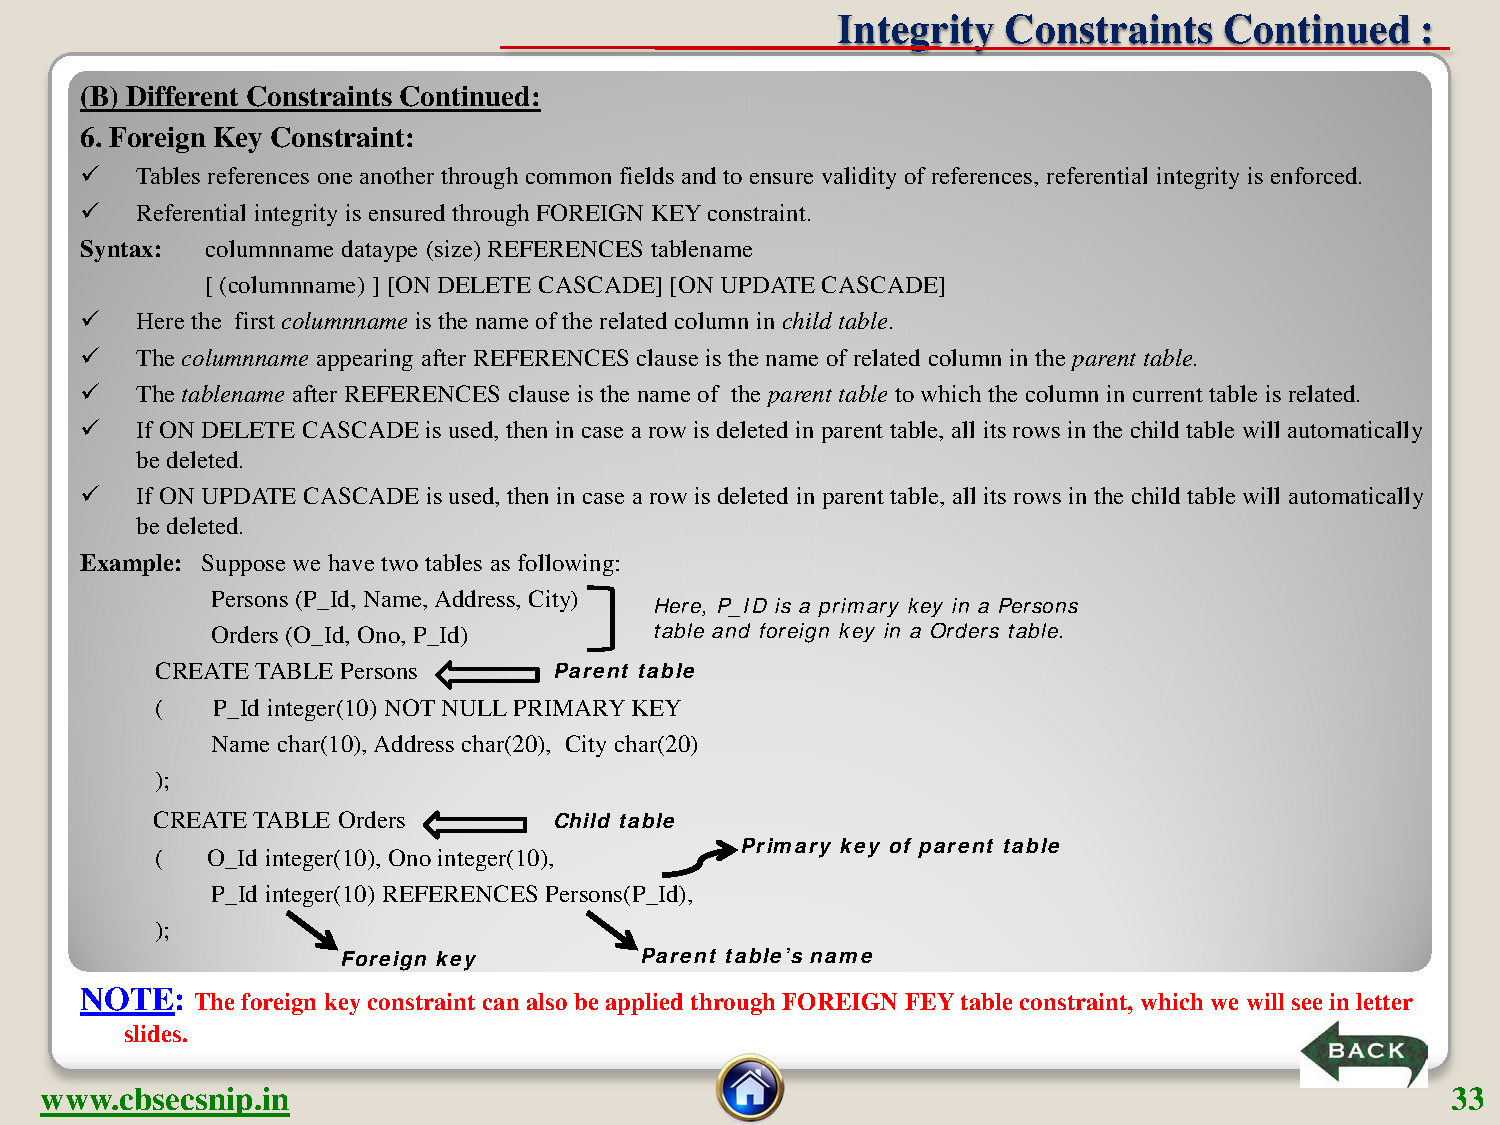 Integrity Constraints Continued :
(B) Different Constraints Continued:
6. Foreign Key Constraint:
✓ Tables references one another through common fields and to ensure validity of references, referential integrity is enforced.
✓ Referential integrity is ensured through FOREIGN KEY constraint.
Syntax: columnname dataype (size) REFERENCES tablename
[ (columnname) ] [ON DELETE CASCADE] [ON UPDATE CASCADE]
✓ Here the first columnname is the name of the related column in child table.
✓ The columnname appearing after REFERENCES clause is the name of related column in the parent table.
✓ The tablename after REFERENCES clause is the name of the parent table to which the column in current table is related.
✓ If ON DELETE CASCADE is used, then in case a row is deleted in parent table, all its rows in the child table will automatically
be deleted.
✓ If ON UPDATE CASCADE is used, then in case a row is deleted in parent table, all its rows in the child table will automatically
be deleted.
Example: Suppose we have two tables as following:
Persons (P_Id, Name, Address, City)
Orders (O_Id, Ono, P_Id)
Here, P_ID is a primary key in a Persons
table and foreign key in a Orders table.
CREATE TABLE Persons
Parent table
( P_Id integer(10) NOT NULL PRIMARY KEY
Name char(10), Address char(20), City char(20)
);
CREATE TABLE Orders
Child table
Primary key of parent table
( O_Id integer(10), Ono integer(10),
P_Id integer(10) REFERENCES Persons(P_Id),
);
Foreign key
Parent table's name
NOTE: The foreign key constraint can also be applied through FOREIGN FEY table constraint, which we will see in letter
slides.
BACK
www.cbsecsnip.in
33